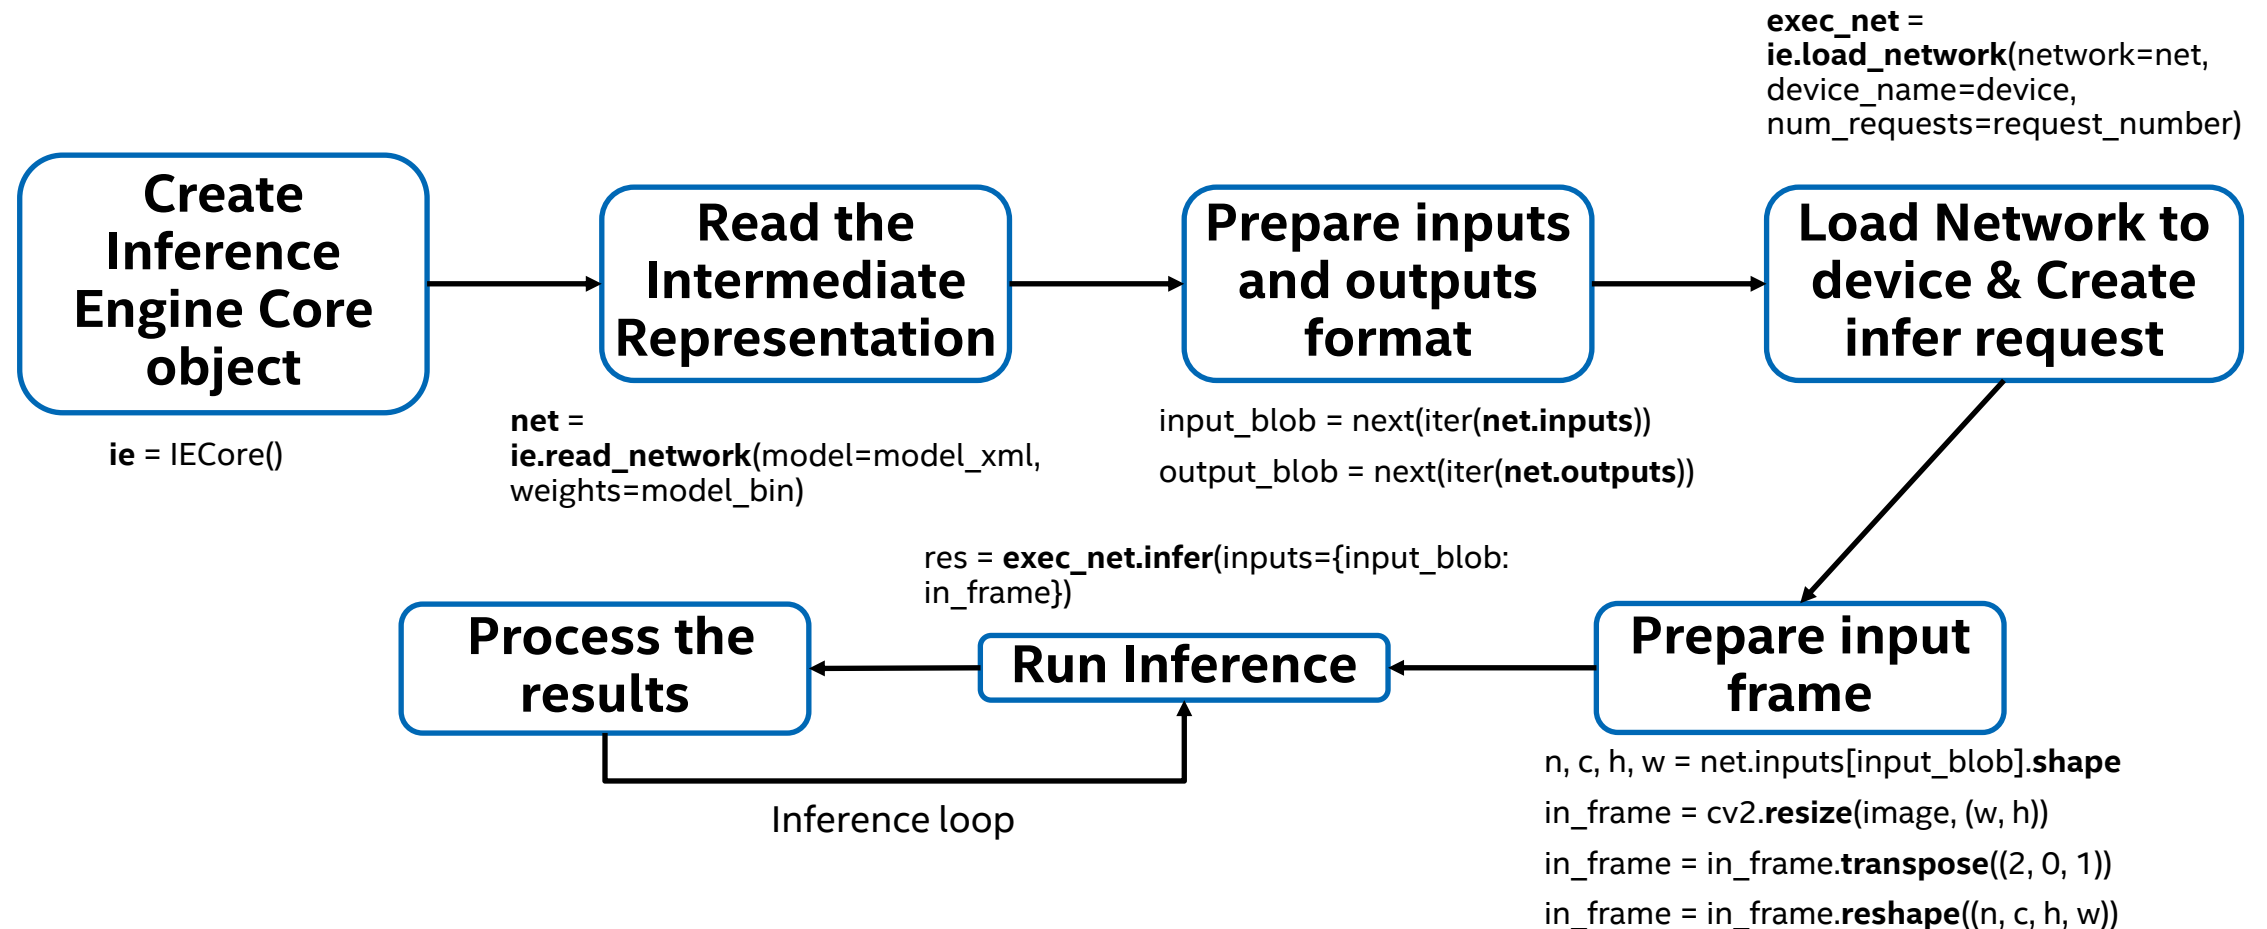 exec_net =
ie.load_network(network=net,
device_name=device,
num_requests=request_number)
Create
Inference
Engine Core
object
Read the
Intermediate
Representation
Prepare inputs
and outputs
format
Load Network to
device & Create
infer request
ie = IECore()
net =
ie.read_network(model=model_xml,
weights=model_bin)
input_blob = next(iter(net.inputs))
output_blob = next(iter(net.outputs))
res = exec_net.infer(inputs={input_blob:
in_frame})
Process the
results
Run Inference
Prepare input
frame
Inference loop
n, c, h, w = net.inputs[input_blob].shape
in_frame = cv2.resize(image, (w, h))
in_frame = in_frame.transpose((2, 0, 1))
in_frame = in_frame.reshape((n, c, h, w))